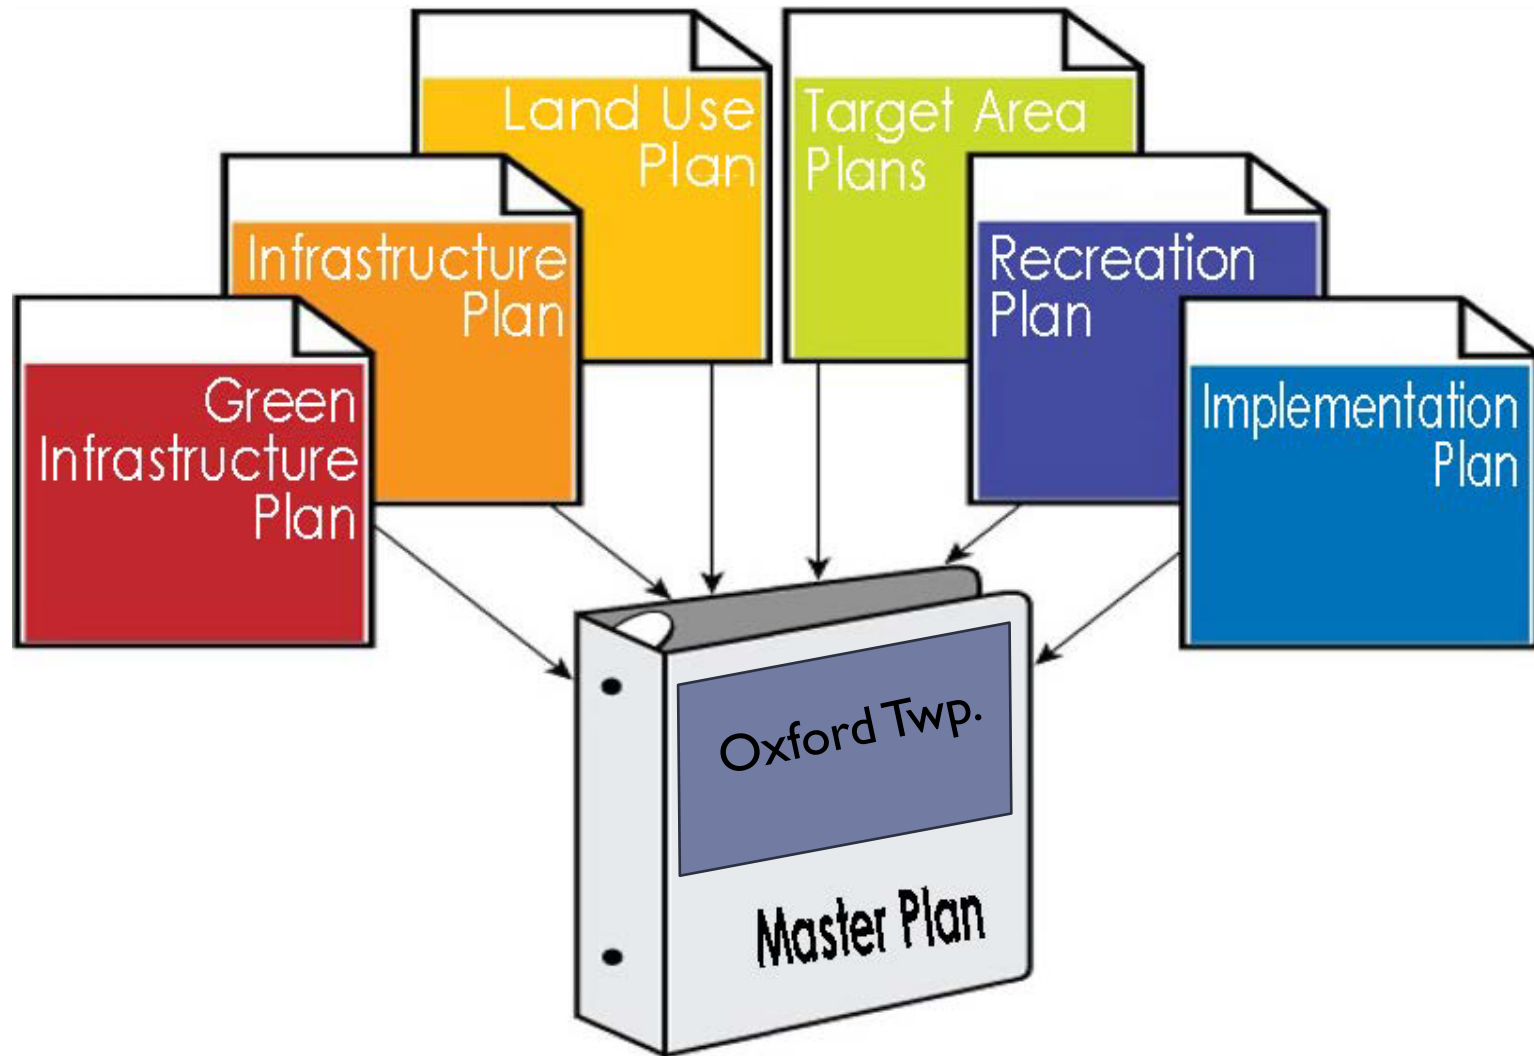 Land Use
Plan
Target Area
Plans
Infrastructure
Plan
Recreation
Plan
Green
Infrastructure
Plan
Implementation
Plan
Oxford Twp.
Master Plan